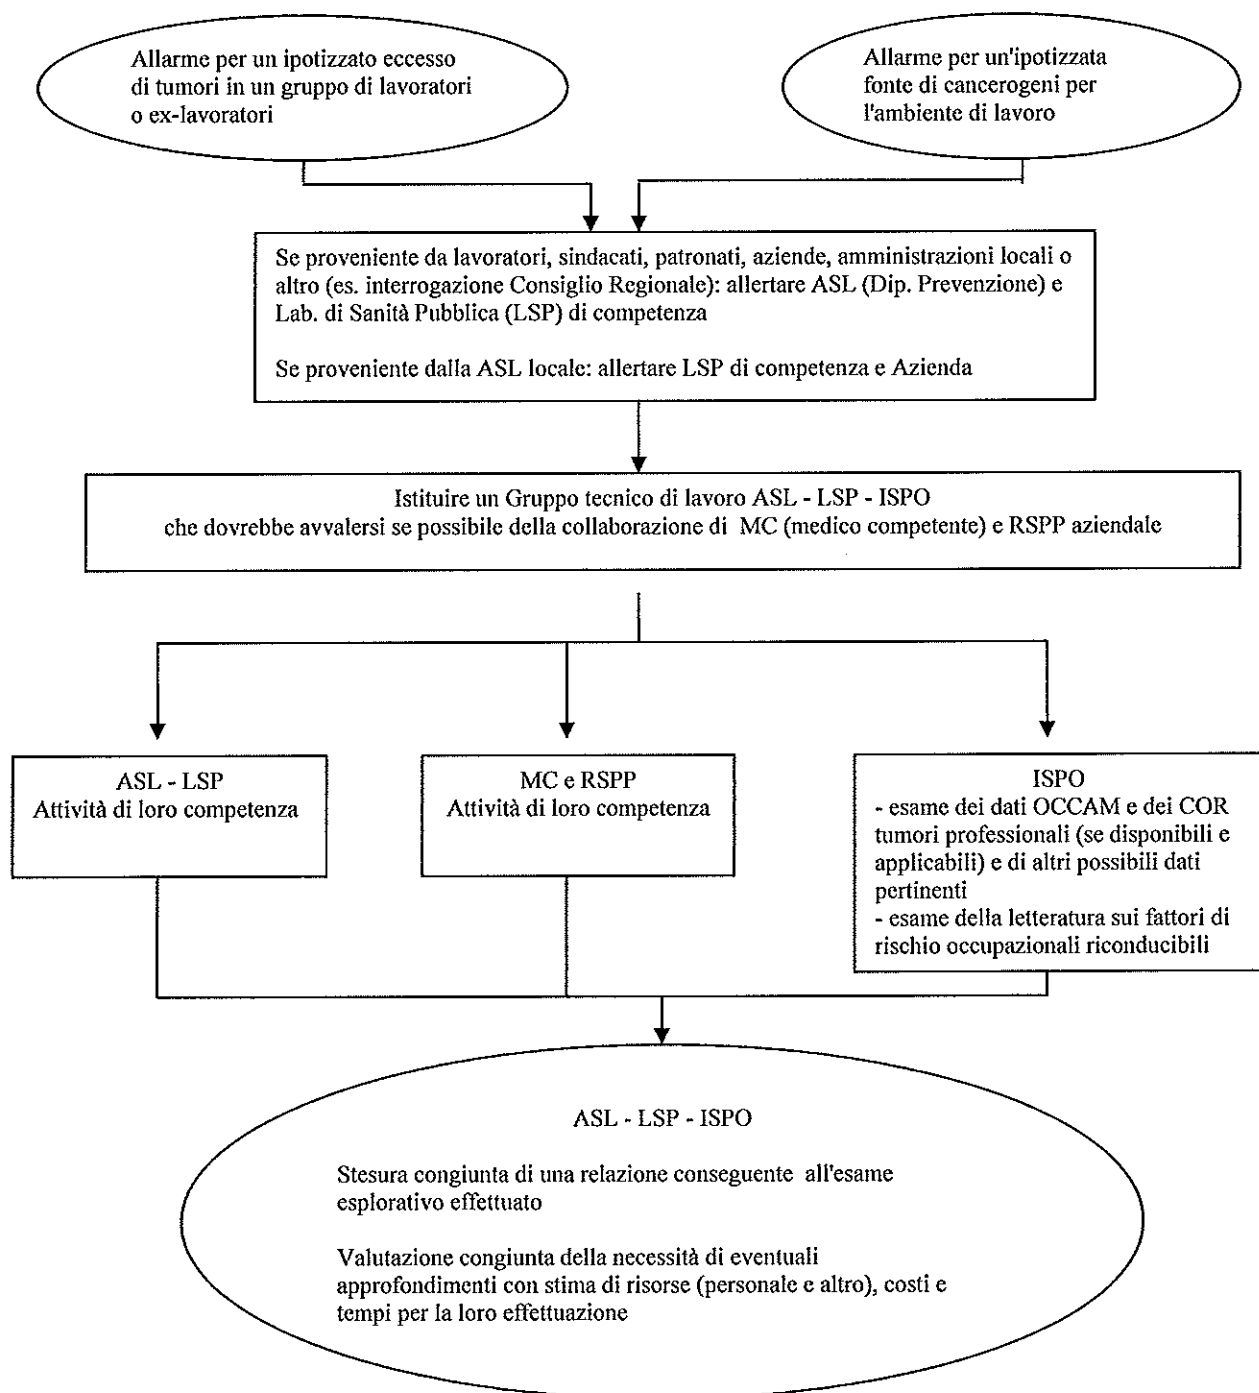 Allarme per un ipotizzato eccesso
di tumori in un gruppo di lavoratori
o ex-lavoratori
Allarme per un'ipotizzata
fonte di cancerogeni per
l'ambiente di lavoro
Se proveniente da lavoratori, sindacati, patronati, aziende, amministrazioni locali o
altro (es. interrogazione Consiglio Regionale): allertare ASL (Dip. Prevenzione) e
Lab. di Sanità Pubblica (LSP) di competenza
Se proveniente dalla ASL locale: allertare LSP di competenza e Azienda
Istituire un Gruppo tecnico di lavoro ASL - LSP - ISPO
che dovrebbe avvalersi se possibile della collaborazione di MC (medico competente) e RSPP aziendale
ASL - LSP
Attività di loro competenza
MC e RSPP
Attività di loro competenza
ISPO
- esame dei dati OCCAM e dei COR
tumori professionali (se disponibili e
applicabili) e di altri possibili dati
pertinenti
- esame della letteratura sui fattori di
rischio occupazionali riconducibili
ASL - LSP - ISPO
Stesura congiunta di una relazione conseguente all'esame
esplorativo effettuato
Valutazione congiunta della necessità di eventuali
approfondimenti con stima di risorse (personale e altro), costi e
tempi per la loro effettuazione